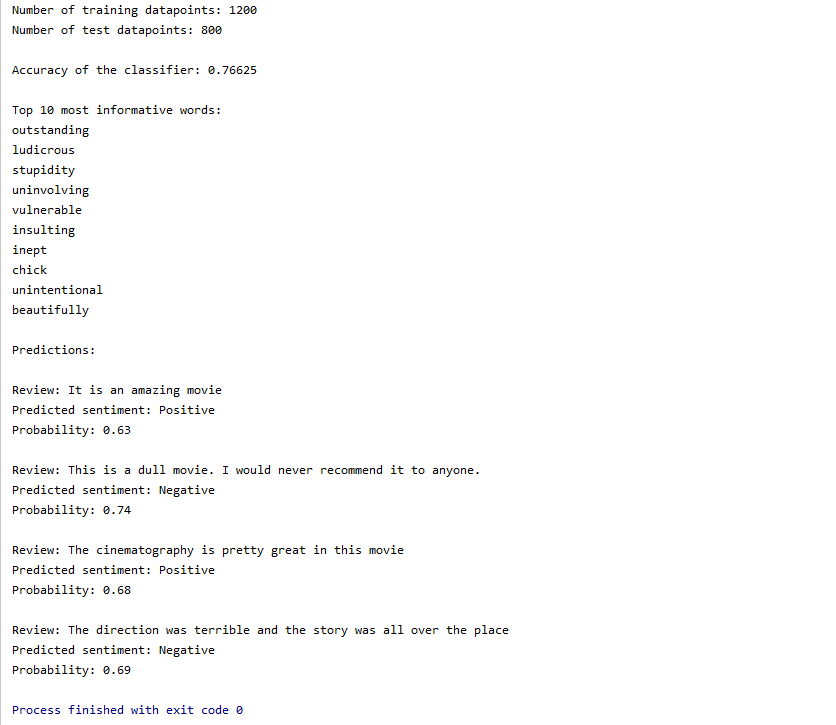 Number of training datapoints: 1200
Number of test datapoints: 800
Accuracy of the classifier: 0.76625
Top 10 most informative words:
outstanding
ludicrous
stupidity
uninvolving
vulnerable
insulting
inept
chick
unintentional
beautifully
Predictions:
Review: It is an amazing movie
Predicted sentiment: Positive
Probability: 0.63
Review: This is a dull movie. I would never recommend it to anyone.
Predicted sentiment: Negative
Probability: 0.74
Review: The cinematography is pretty great in this movie
Predicted sentiment: Positive
Probability: 0.68
Review: The direction was terrible and the story was all over the place
Predicted sentiment: Negative
Probability: 0.69
Process finished with exit code 0